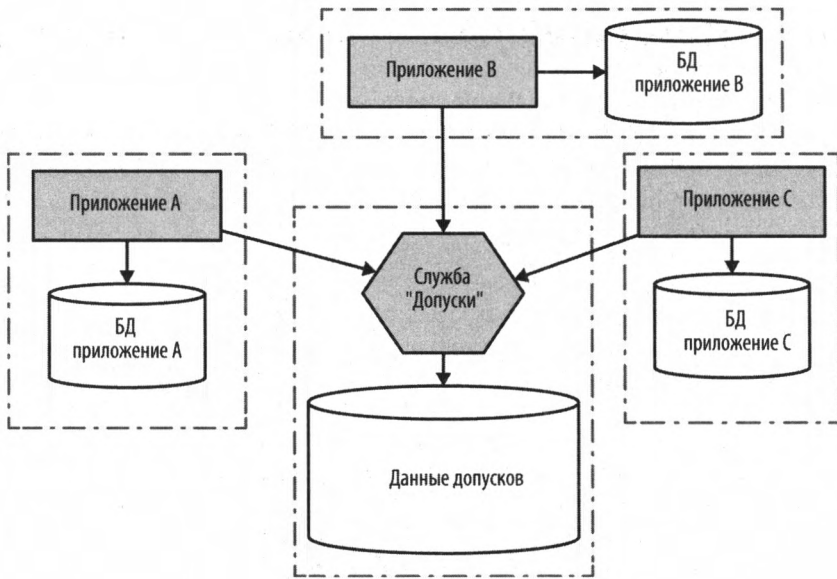 Приложение B
БД
приложение B
Приложение A
БД
приложение A
Приложение C
БД
приложение C
Служба
"Допуски"
Данные допусков